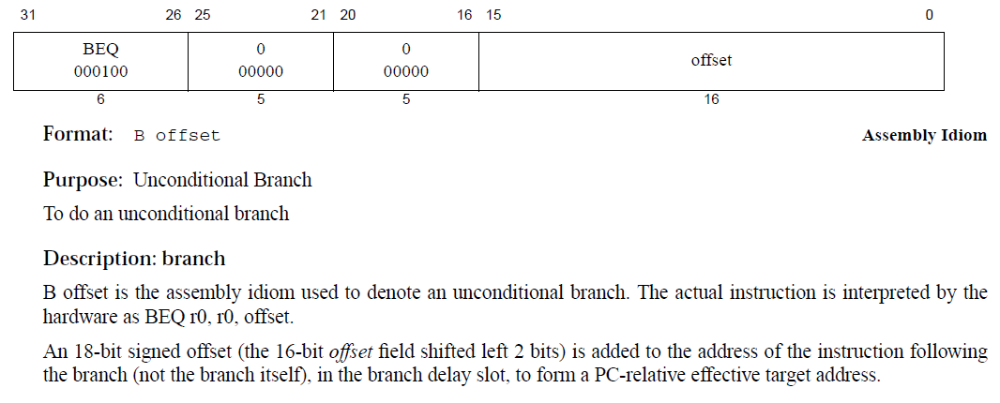 31 26 25 21 20 16 15 0
BEQ 0 0 offset
000100 00000 00000
6 5 5 16
Format: B offset Assembly Idiom
Purpose: Unconditional Branch
To do an unconditional branch
Description: branch
B offset is the assembly idiom used to denote an unconditional branch. The actual instruction is interpreted by the
hardware as BEQ r0, r0, offset.
An 18-bit signed offset (the 16-bit offset field shifted left 2 bits) is added to the address of the instruction following
the branch (not the branch itself), in the branch delay slot, to form a PC-relative effective target address.